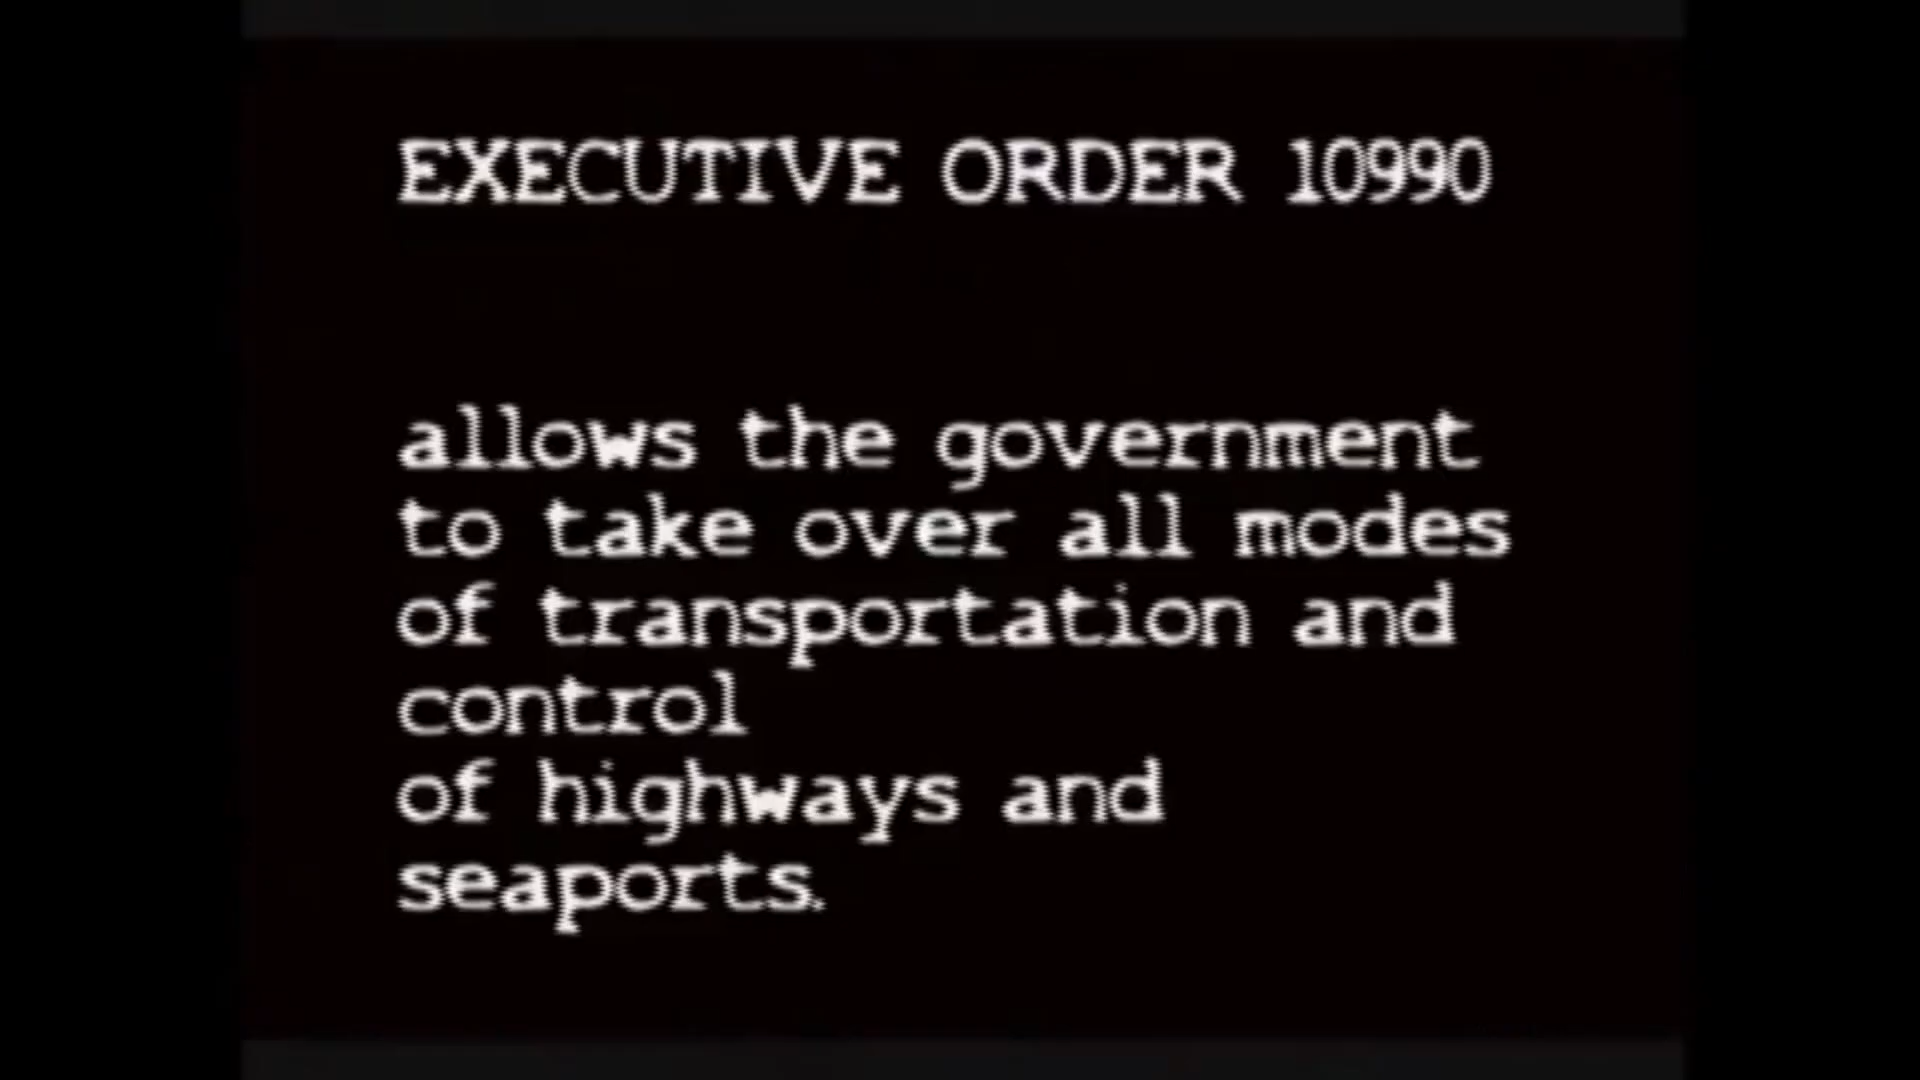 EXECUTIVE ORDER 10990
allows the government
to take over all modes
of transportation and
control
of highways and
seaports.